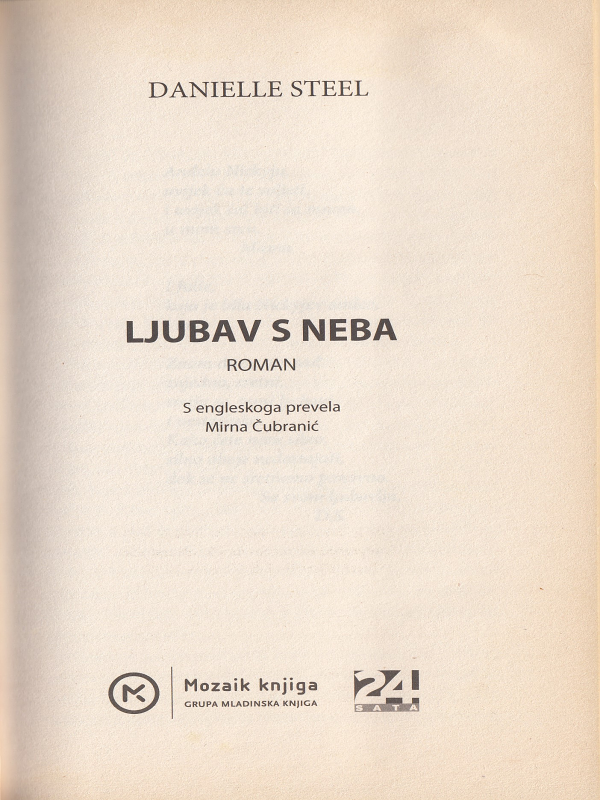 DANIELLE STEEL
LJUBAV S NEBA
ROMAN
S engleskoga prevela
Mirna Čubranić
Mozaik knjiga
GRUPA MLADINSKA KNJIGA
24
SATA